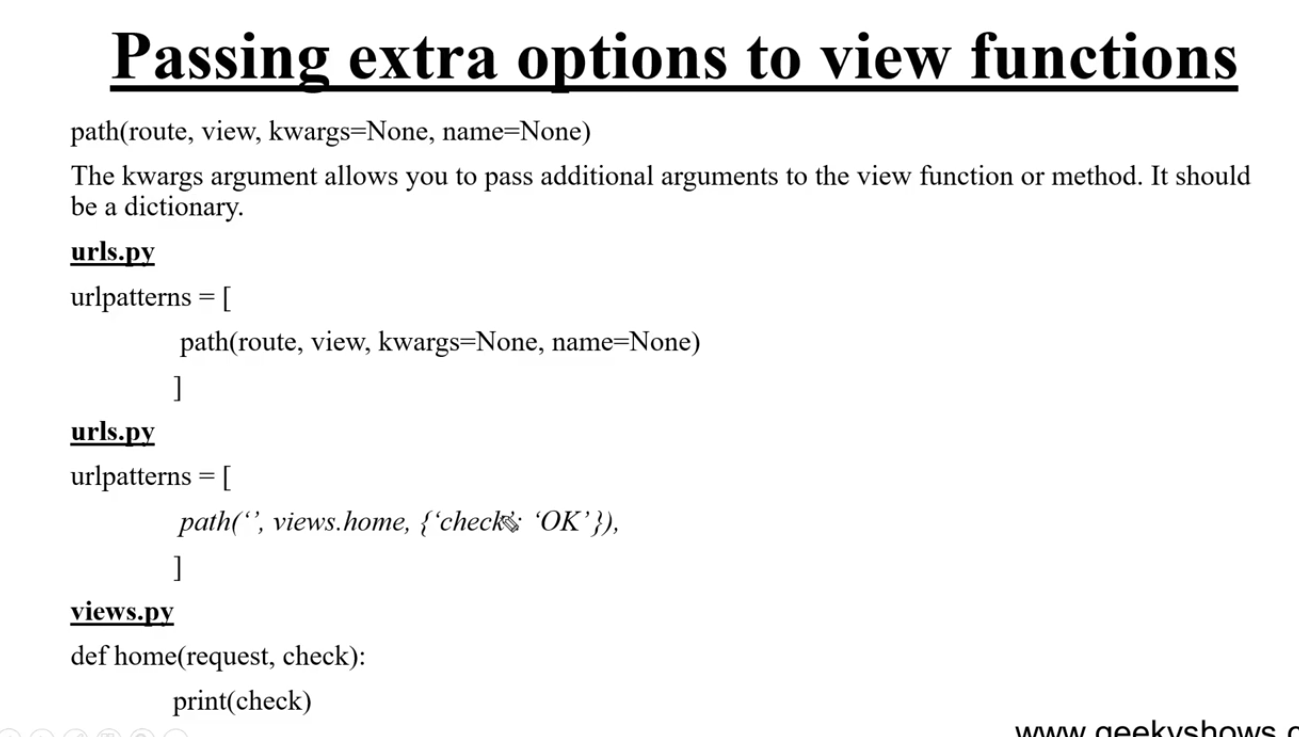 Passing extra options to view functions
path(route, view, kwargs=None, name=None)
The kwargs argument allows you to pass additional arguments to the view function or method. It should
be a dictionary.
urls.py
urlpatterns = [
path(route, view, kwargs=None, name=None)
]
urls.py
urlpatterns = [
path(‘’, views.home, {‘check’: ‘OK’}),
]
views.py
def home(request, check):
print(check)
www.geekyshows.c